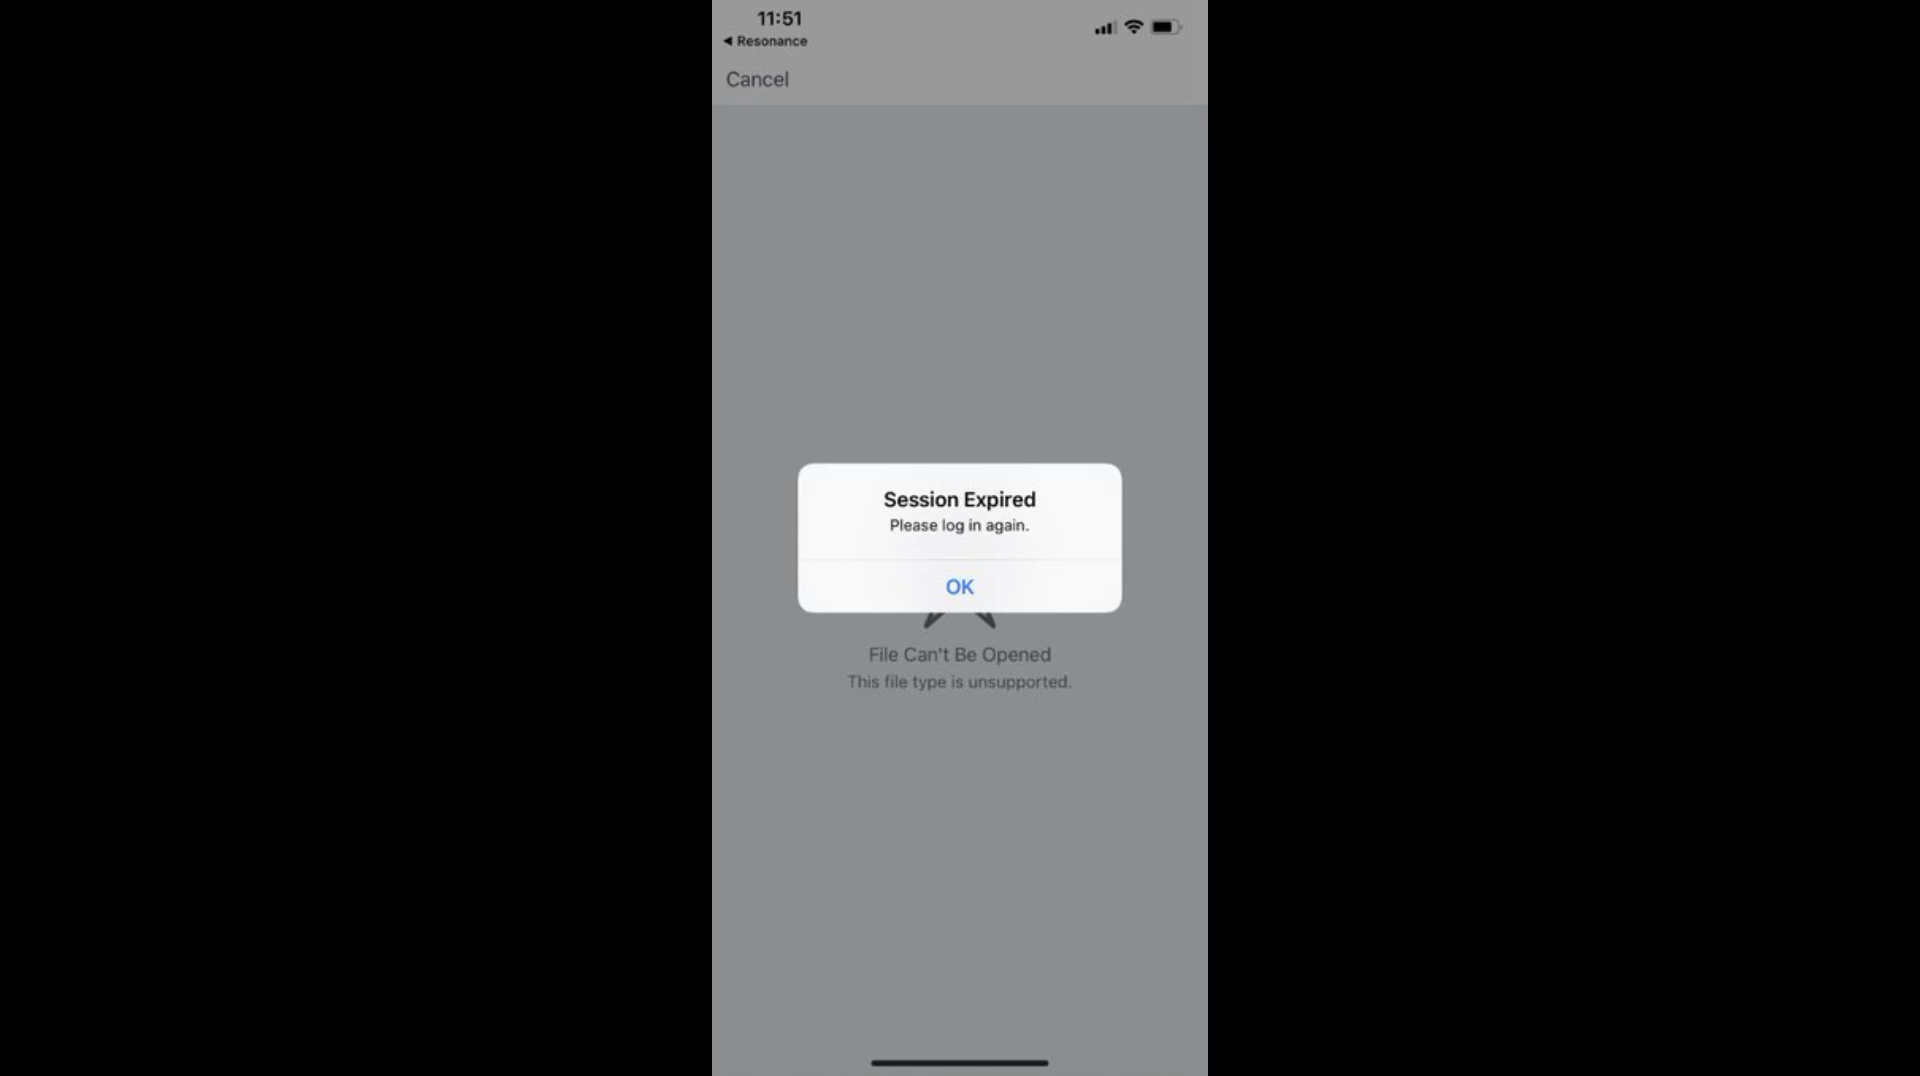 11:51
◀ Resonance
Cancel
Session Expired
Please log in again.
OK
File Can't Be Opened
This file type is unsupported.